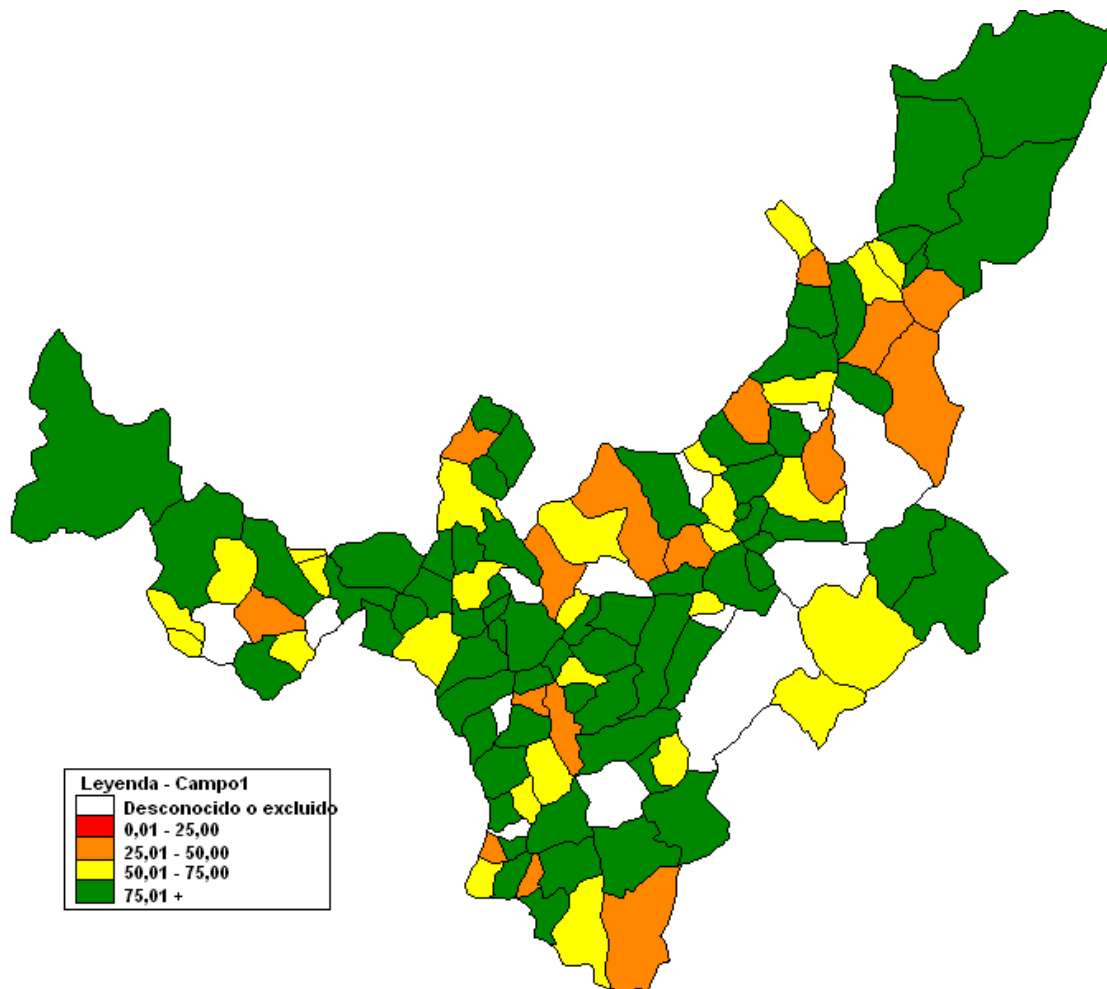 Leyenda - Campo1
Desconocido o excluido
0,01 - 25,00
25,01 - 50,00
50,01 - 75,00
75,01 +